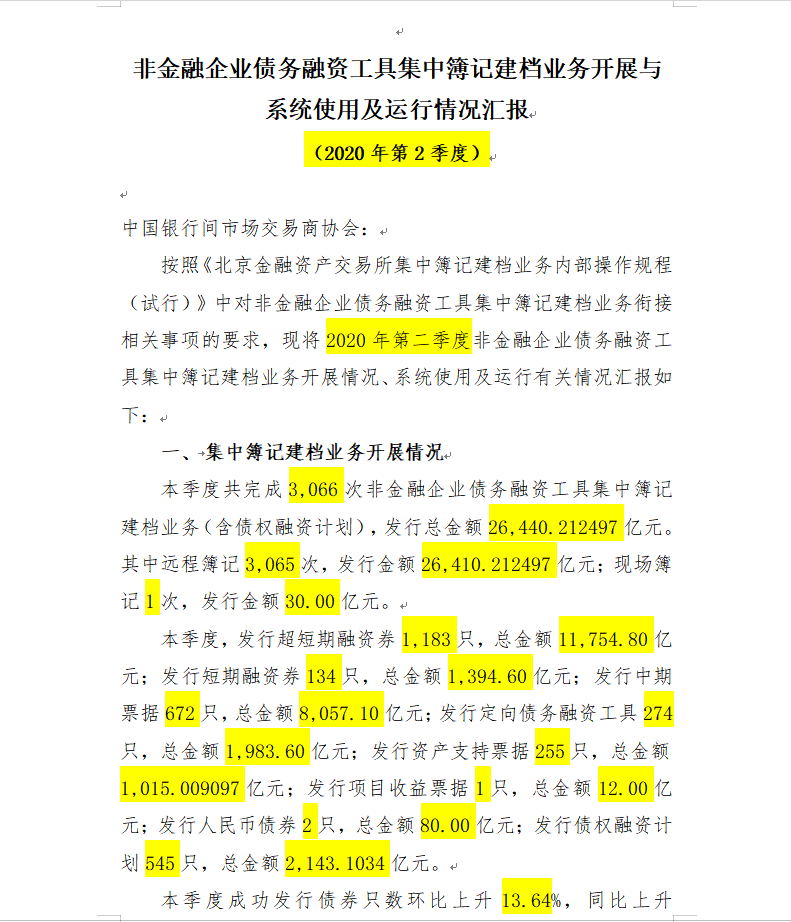 非金融企业债务融资工具集中簿记建档业务开展与
系统使用及运行情况汇报
（2020 年第 2 季度）
中国银行间市场交易商协会：
按照《北京金融资产交易所集中簿记建档业务内部操作规程
（试行）》中对非金融企业债务融资工具集中簿记建档业务衔接
相关事项的要求，现将 2020 年第二季度非金融企业债务融资工
具集中簿记建档业务开展情况、系统使用及运行有关情况汇报如
下：
一、集中簿记建档业务开展情况
本季度共完成 3,066 次非金融企业债务融资工具集中簿记
建档业务（含债权融资计划），发行总金额 26,440.212497 亿元。
其中远程簿记 3,065 次，发行金额 26,410.212497 亿元；现场簿
记 1 次，发行金额 30.00 亿元。
本季度，发行超短期融资券 1,183 只，总金额 11,754.80 亿
元；发行短期融资券 134 只，总金额 1,394.60 亿元；发行中期
票据 672 只，总金额 8,057.10 亿元；发行定向债务融资工具 274
只，总金额 1,983.60 亿元；发行资产支持票据 255 只，总金额
1,015.009097 亿元；发行项目收益票据 1 只，总金额 12.00 亿
元；发行人民币债券 2 只，总金额 80.00 亿元；发行债权融资计
划 545 只，总金额 2,143.1034 亿元。
本季度成功发行债券只数环比上升 13.64%，同比上升